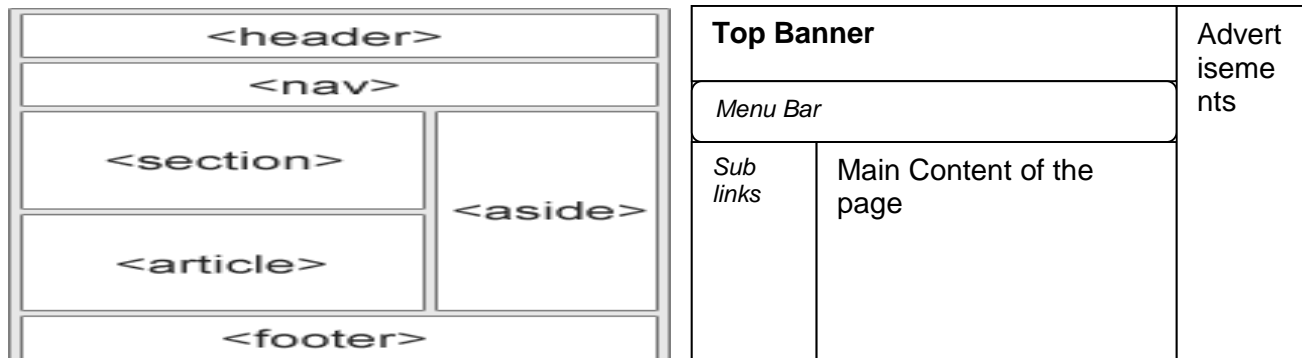 <header>
<nav>
<section>
<aside>
<article>
<footer>
Top Banner
Menu Bar
Sub
links
Main Content of the
page
Advert
iseme
nts